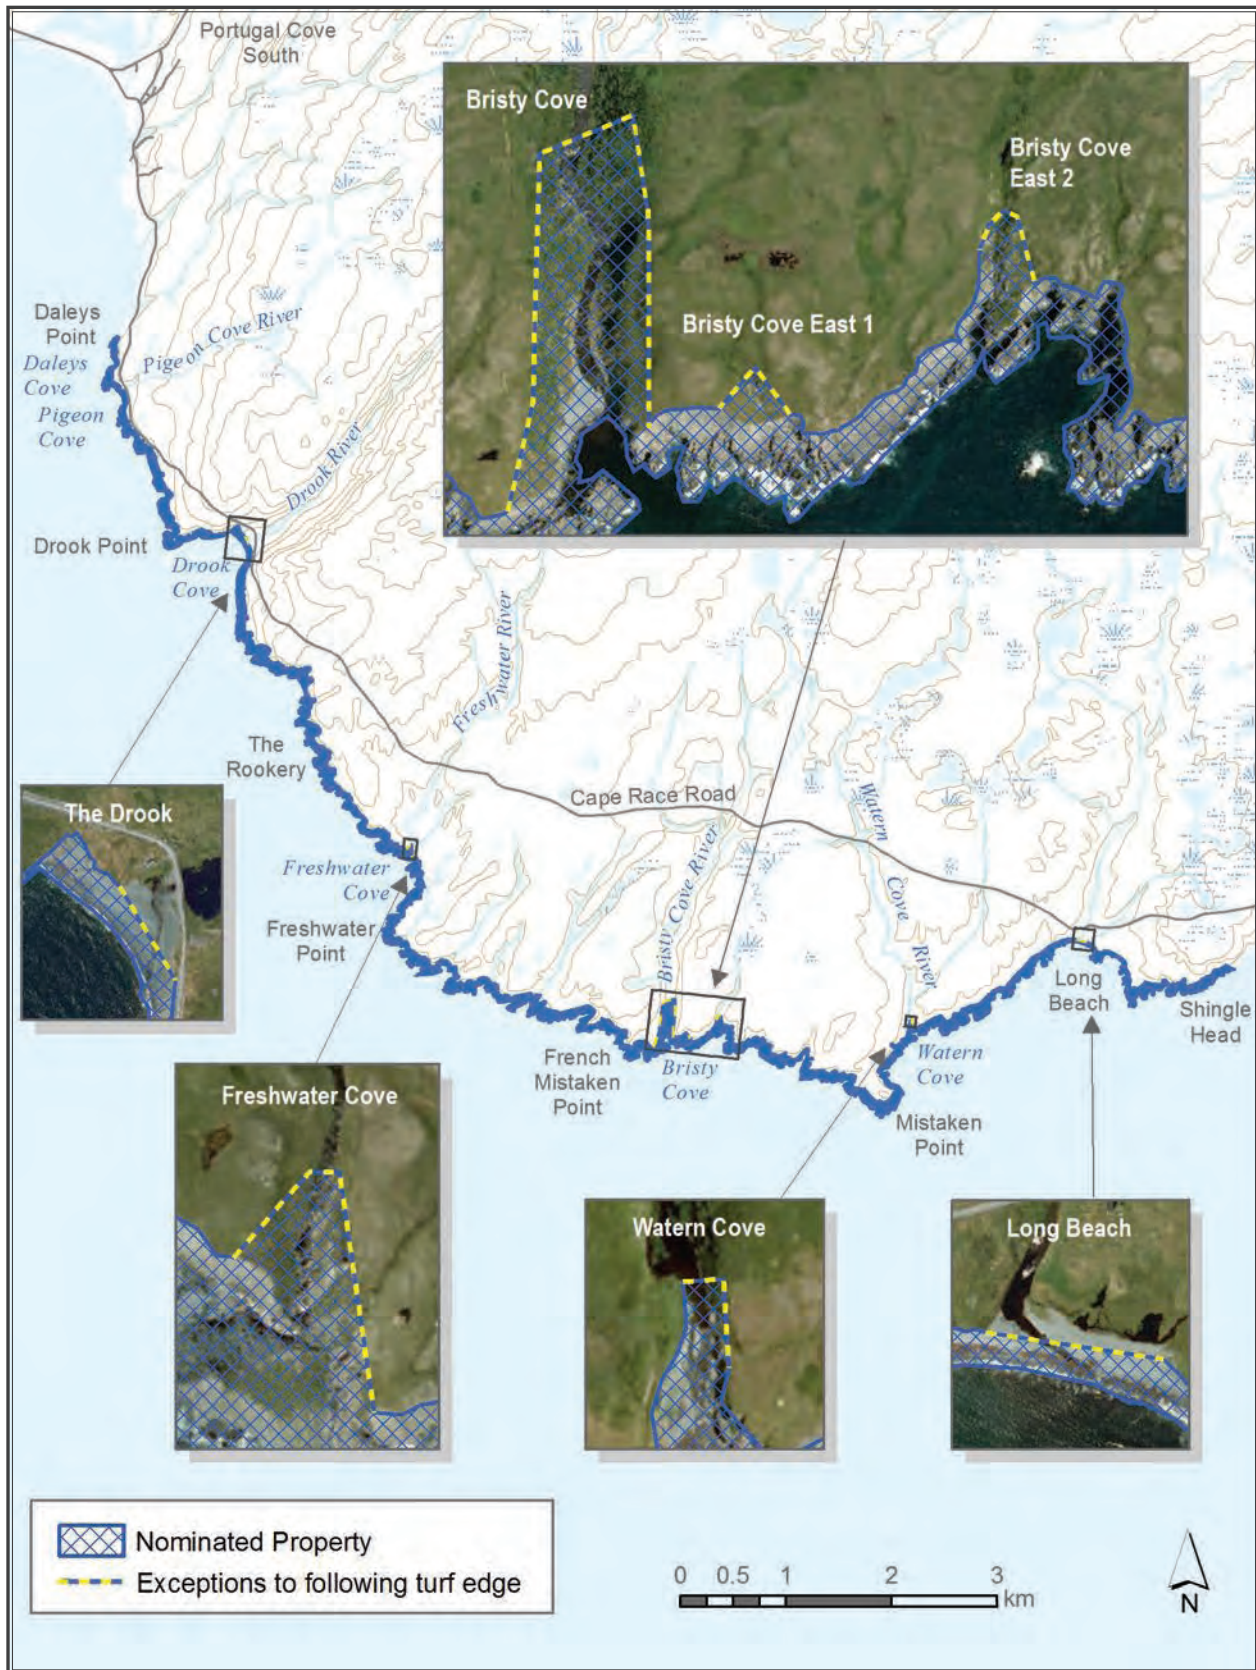 Portugal Cove
South
Bristy Cove
Bristy Cove
East 2
Bristy Cove East 1
Daleys
Point
Daleys
Cove
Pigeon Cove River
Pigeon
Cove
Drook River
Drook Point
Drook
Cove
Freshwater River
The
Rookery
Cape Race Road
Watern
Cove
River
The Drook
Freshwater
Cove
Bristy Cove River
Freshwater
Point
Long
Beach
Shingle
Head
French
Mistaken
Point
Bristy
Cove
Watern
Cove
Mistaken
Point
Freshwater Cove
Watern Cove
Long Beach
Nominated Property
Exceptions to following turf edge
0 0.5 1 2 3
km
N